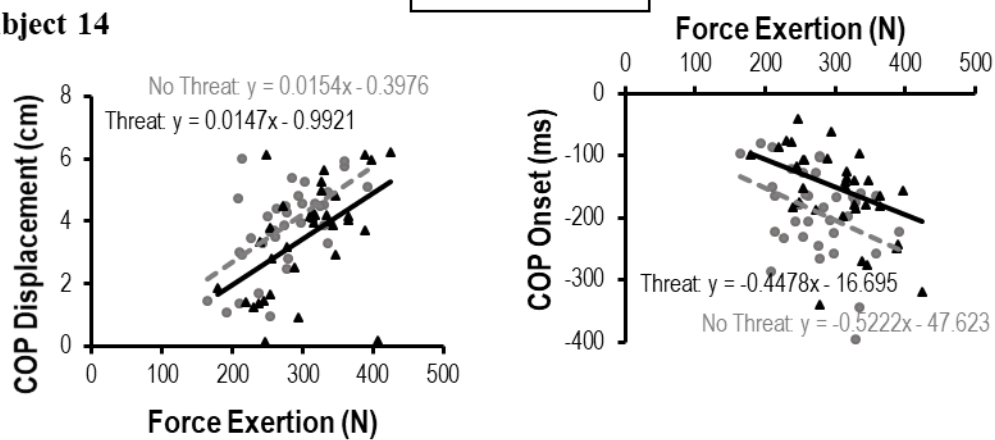 bject 14
No Threat: y = 0.0154x - 0.3976
Threat: y = 0.0147x - 0.9921
COP Displacement (cm)
8
6
4
2
0
0 100 200 300 400 500
Force Exertion (N)
Force Exertion (N)
0 100 200 300 400 500
COP Onset (ms)
0
-100
-200
-300
-400
Threat: y = -0.4478x - 16.695
No Threat: y = -0.5222x - 47.623